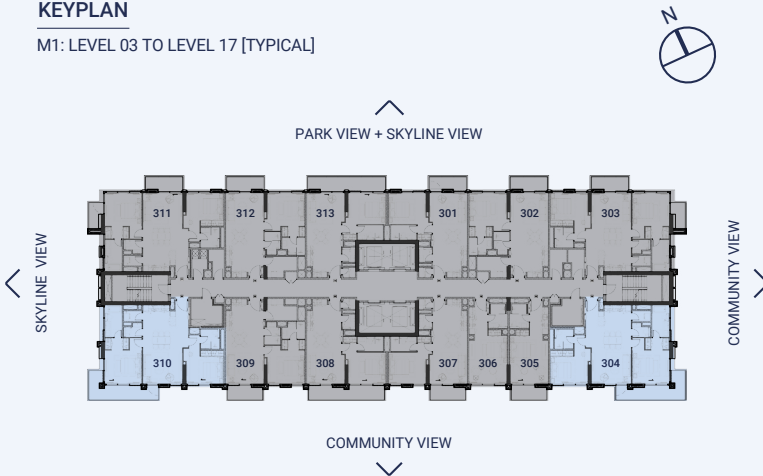 KEYPLAN
M1: LEVEL 03 TO LEVEL 17 [TYPICAL]
N
PARK VIEW + SKYLINE VIEW
311 312 313 301 302 303
SKYLINE VIEW
COMMUNITY VIEW
310 309 308 307 306 305 304
COMMUNITY VIEW